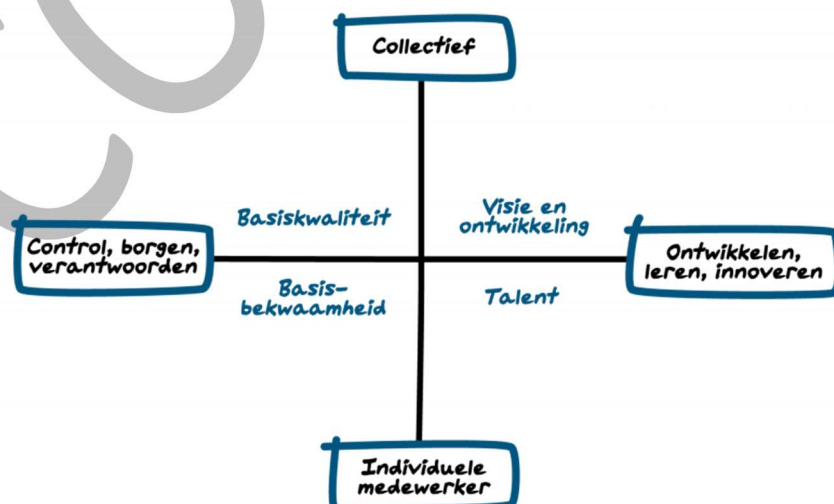 Collectief
Basiskwaliteit
Visie en
ontwikkeling
Control, borgen,
verantwoorden
Ontwikkelen,
leren, innoveren
Basis-
bekwaamheid
Talent
Individuele
medewerker